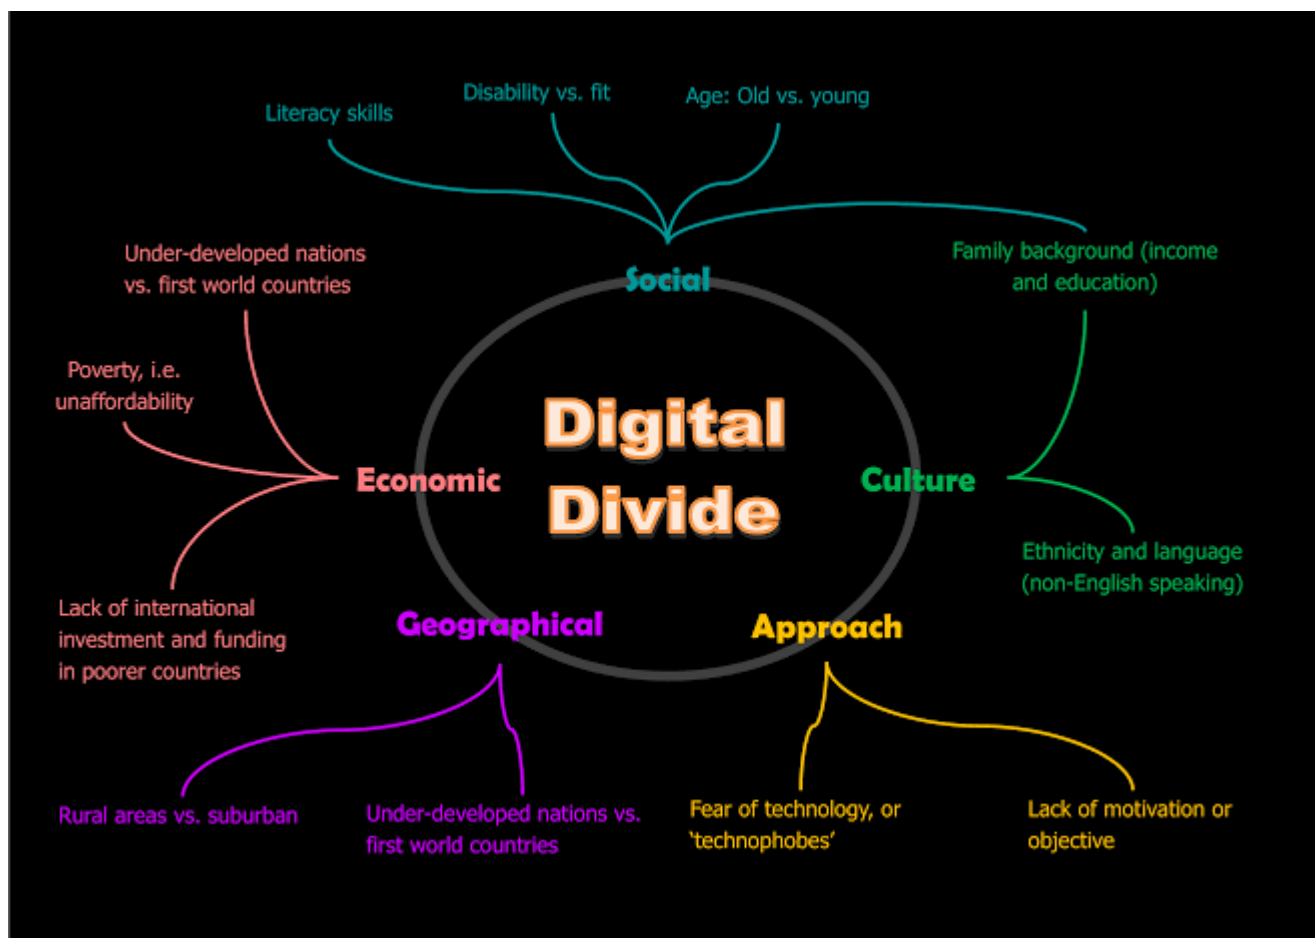 Literacy skills
Disability vs. fit
Age: Old vs. young
Social
Family background (income
and education)
Under-developed nations
vs. first world countries
Poverty, i.e.
unaffordability
Digital
Divide
Economic
Culture
Ethnicity and language
(non-English speaking)
Lack of international
investment and funding
in poorer countries
Geographical
Approach
Rural areas vs. suburban
Under-developed nations vs.
first world countries
Fear of technology, or
‘technophobes’
Lack of motivation or
objective